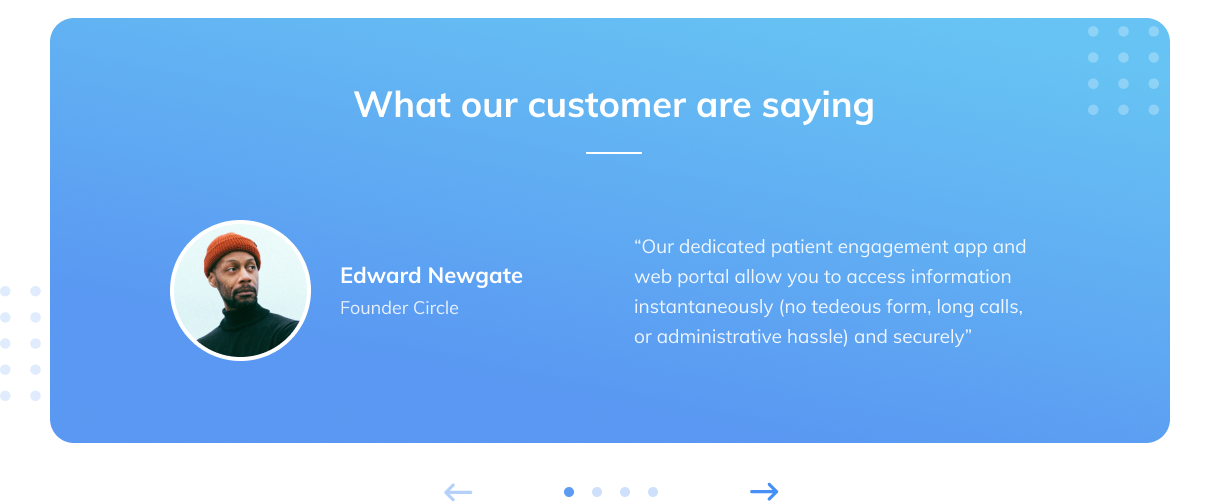 What our customer are saying
Edward Newgate
Founder Circle
“Our dedicated patient engagement app and
web portal allow you to access information
instantaneously (no tedeous form, long calls,
or administrative hassle) and securely”